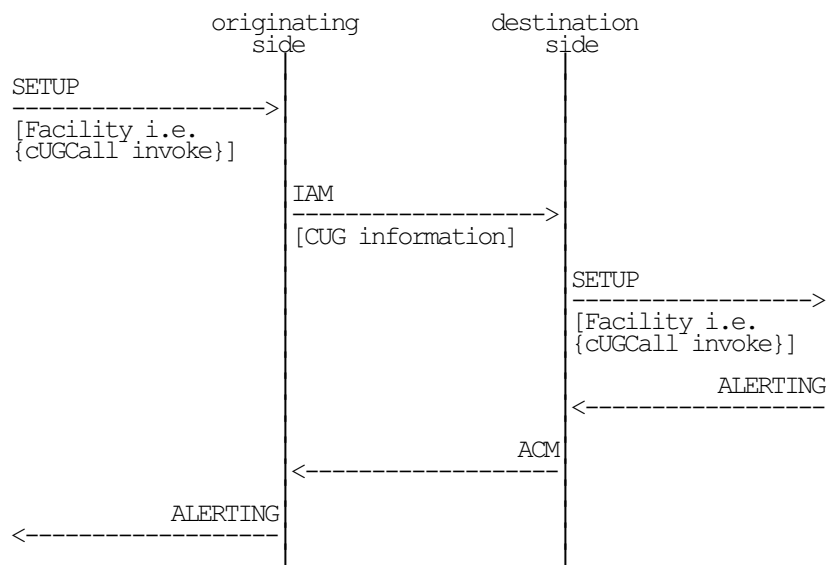 originating destination
side side
SETUP
[Facility i.e.
{cUGCall invoke}]
IAM
[CUG information]
SETUP
[Facility i.e.
{cUGCall invoke}]
ALERTING
ACM
ALERTING